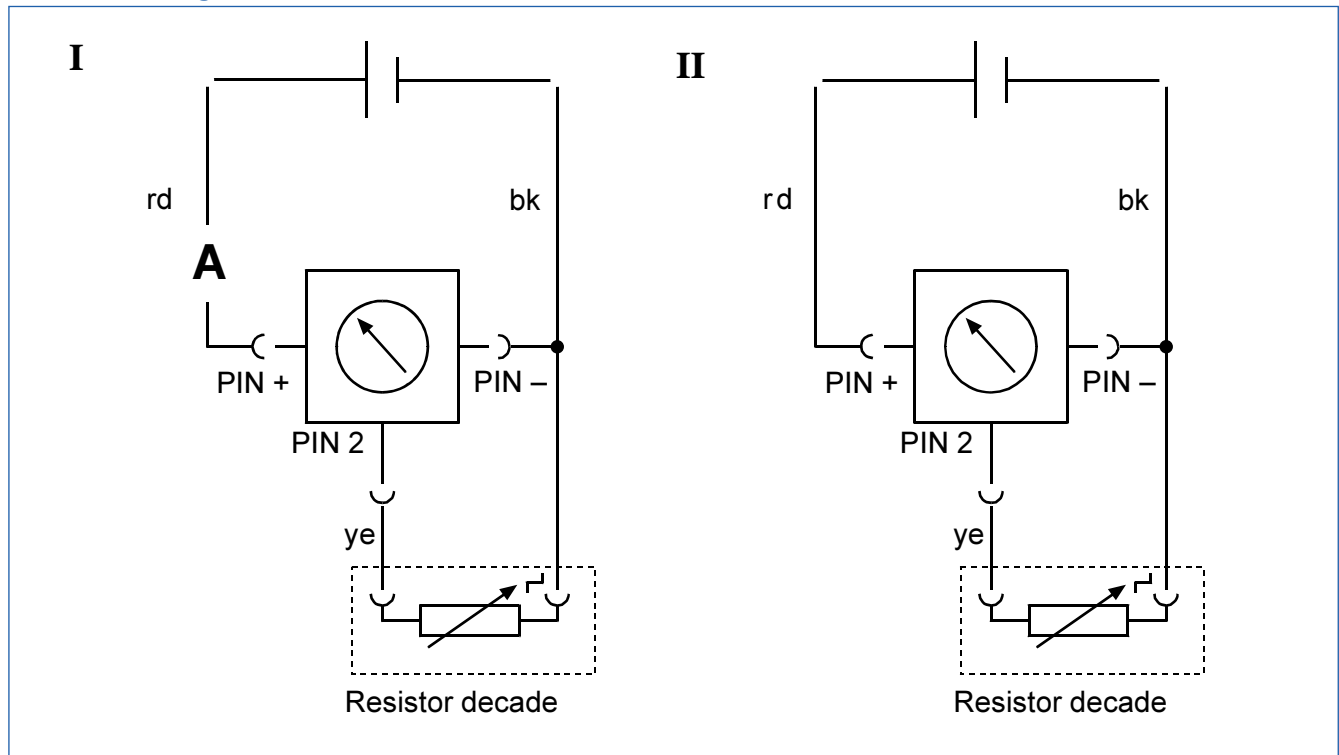 I
II
rd
bk
rd
bk
A
PIN +
PIN –
PIN +
PIN –
PIN 2
PIN 2
ye
ye
Resistor decade
Resistor decade